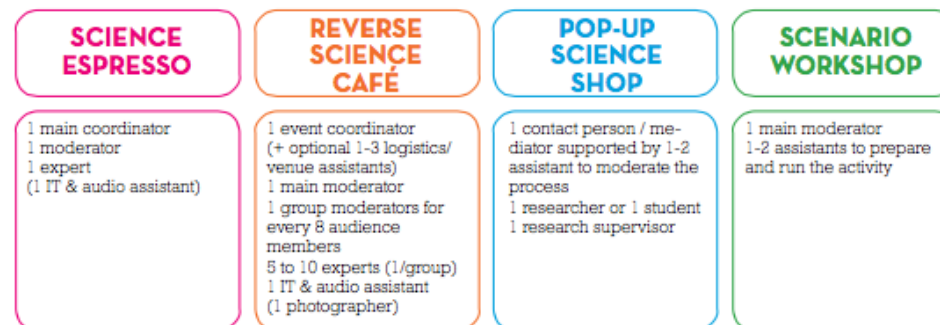 SCIENCE
ESPRESSO
1 main coordinator
1 moderator
1 expert
(1 IT & audio assistant)
REVERSE
SCIENCE
CAFÉ
1 event coordinator
(+ optional 1-3 logistics/
venue assistants)
1 main moderator
1 group moderators for
every 8 audience
members
5 to 10 experts (1/group)
1 IT & audio assistant
(1 photographer)
POP-UP
SCIENCE
SHOP
1 contact person / me-
diator supported by 1-2
assistant to moderate the
process
1 researcher or 1 student
1 research supervisor
SCENARIO
WORKSHOP
1 main moderator
1-2 assistants to prepare
and run the activity